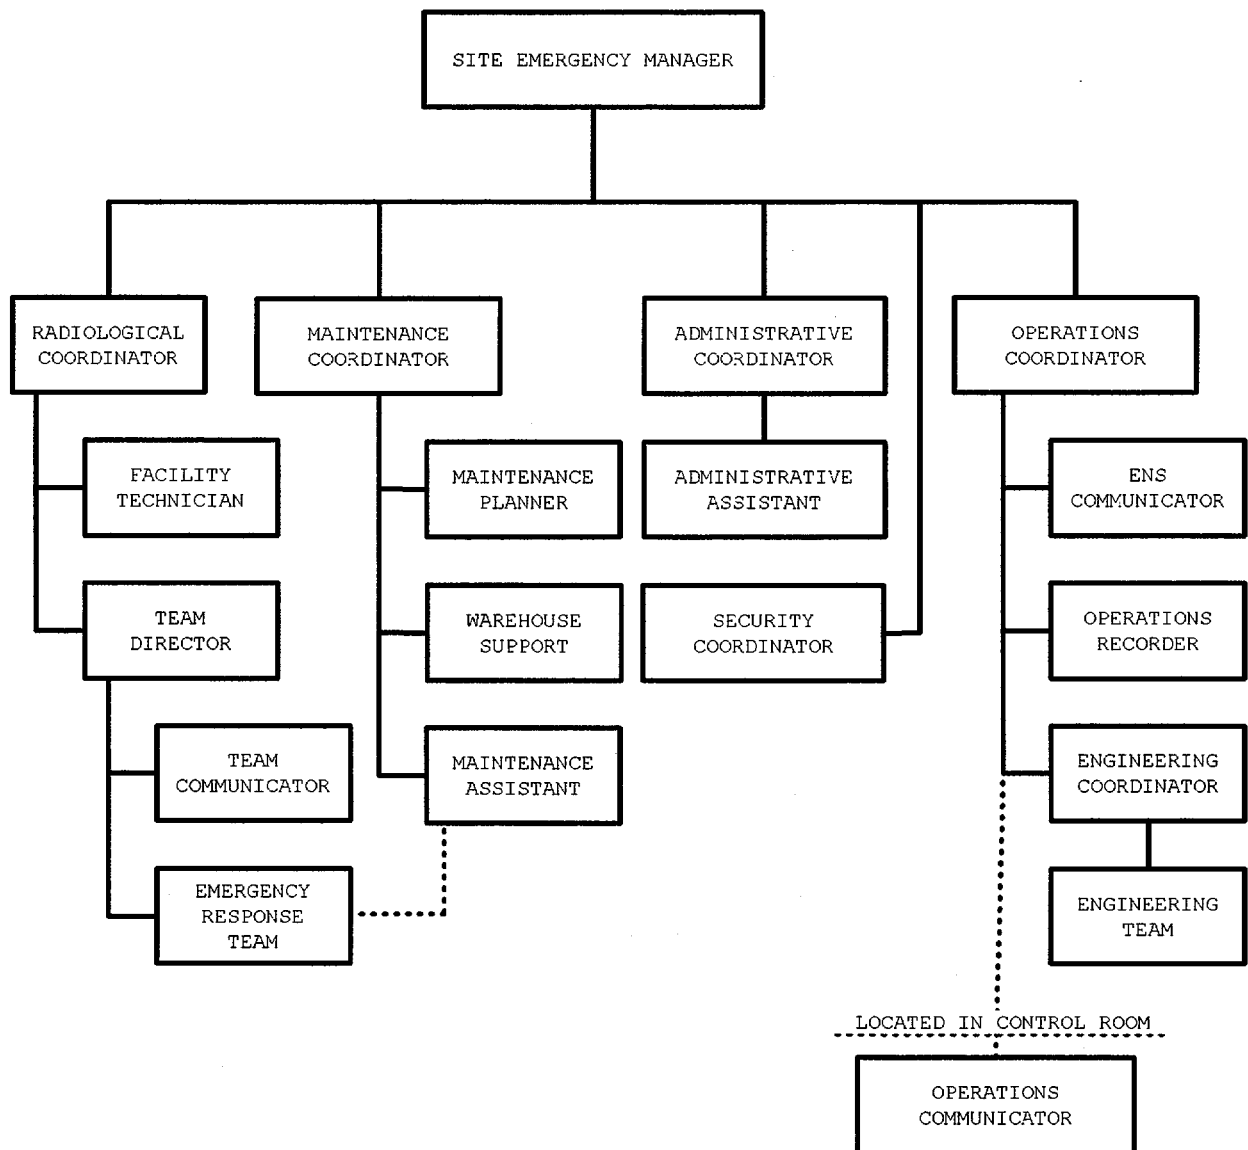 SITE EMERGENCY MANAGER
RADIOLOGICAL
COORDINATOR
MAINTENANCE
COORDINATOR
ADMINISTRATIVE
COORDINATOR
OPERATIONS
COORDINATOR
FACILITY
TECHNICIAN
MAINTENANCE
PLANNER
ADMINISTRATIVE
ASSISTANT
ENS
COMMUNICATOR
TEAM
DIRECTOR
WAREHOUSE
SUPPORT
SECURITY
COORDINATOR
OPERATIONS
RECORDER
TEAM
COMMUNICATOR
MAINTENANCE
ASSISTANT
ENGINEERING
COORDINATOR
EMERGENCY
RESPONSE
TEAM
ENGINEERING
TEAM
LOCATED IN CONTROL ROOM
OPERATIONS
COMMUNICATOR